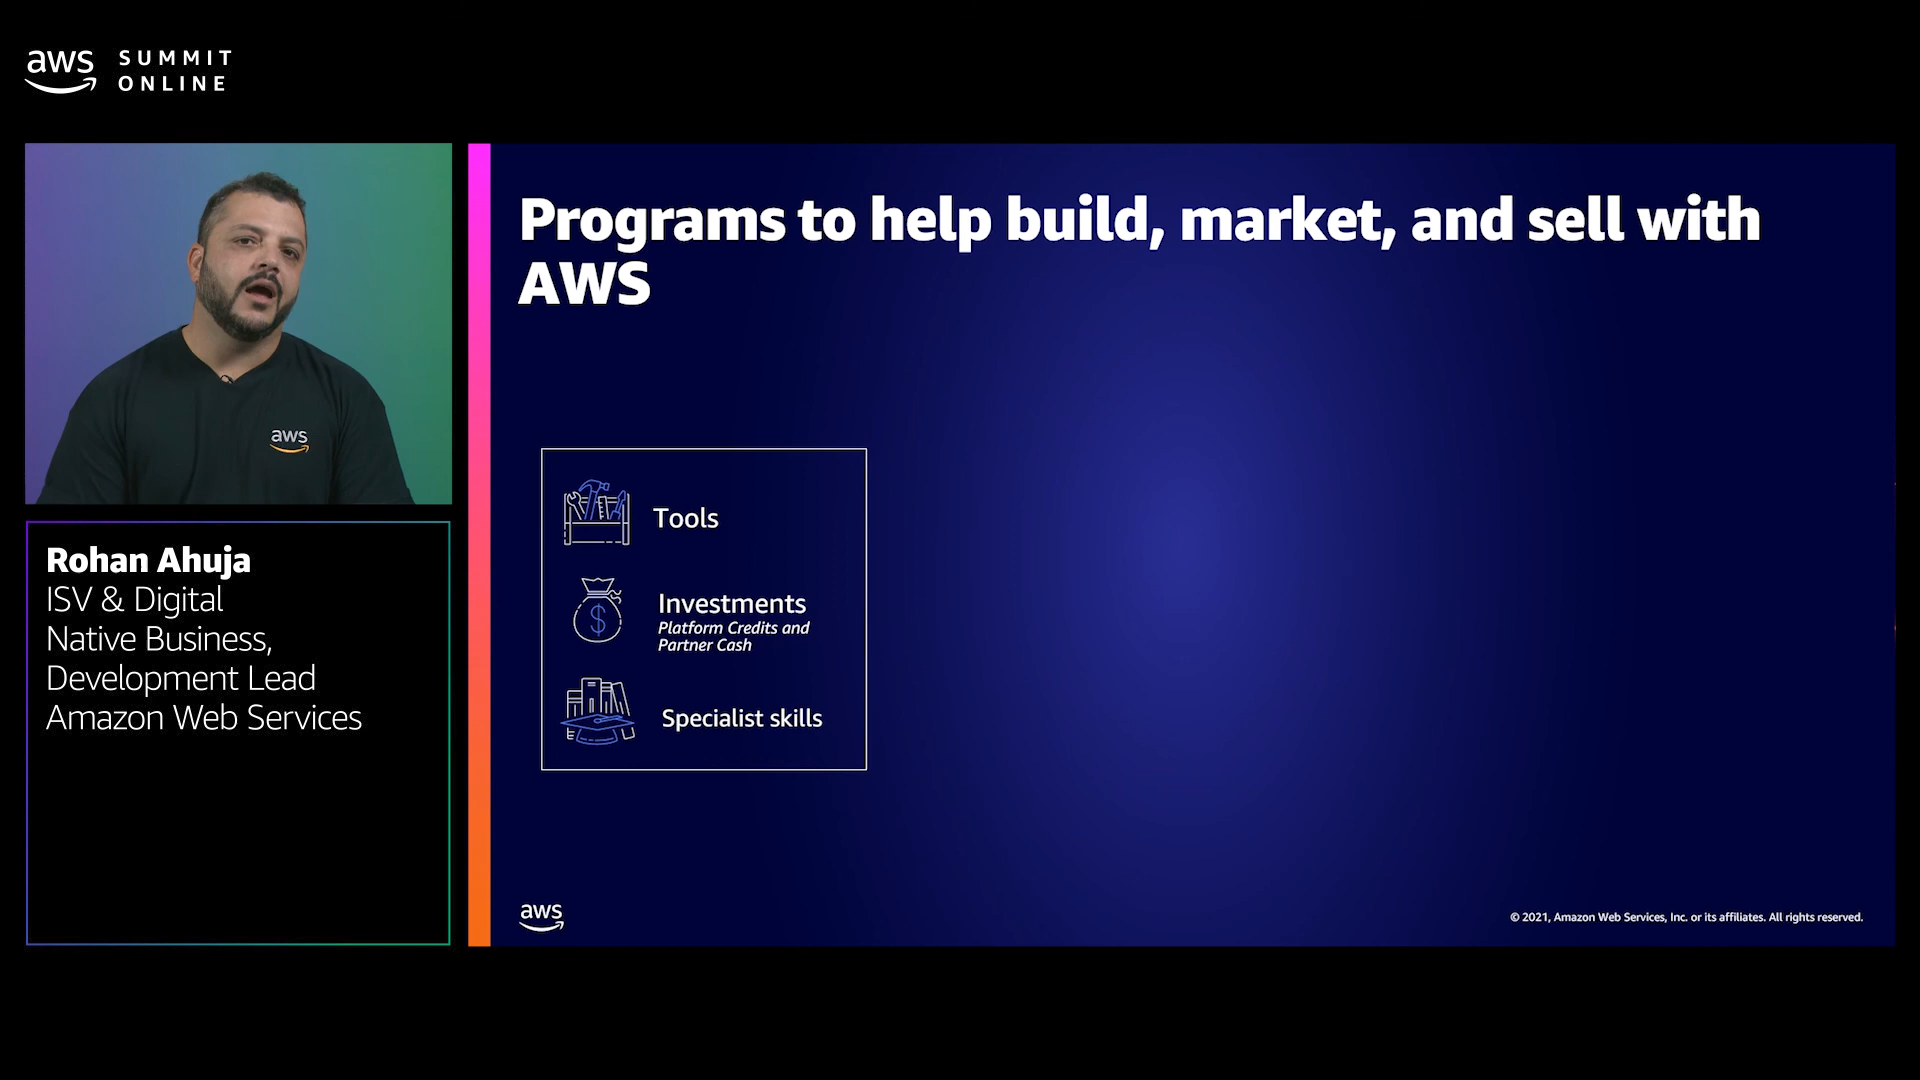 aws SUMMIT
ONLINE
aws
Rohan Ahuja
ISV & Digital
Native Business,
Development Lead
Amazon Web Services
Programs to help build, market, and sell with
AWS
Tools
$
Investments
Platform Credits and
Partner Cash
Specialist skills
aws
© 2021, Amazon Web Services, Inc. or its affiliates. All rights reserved.